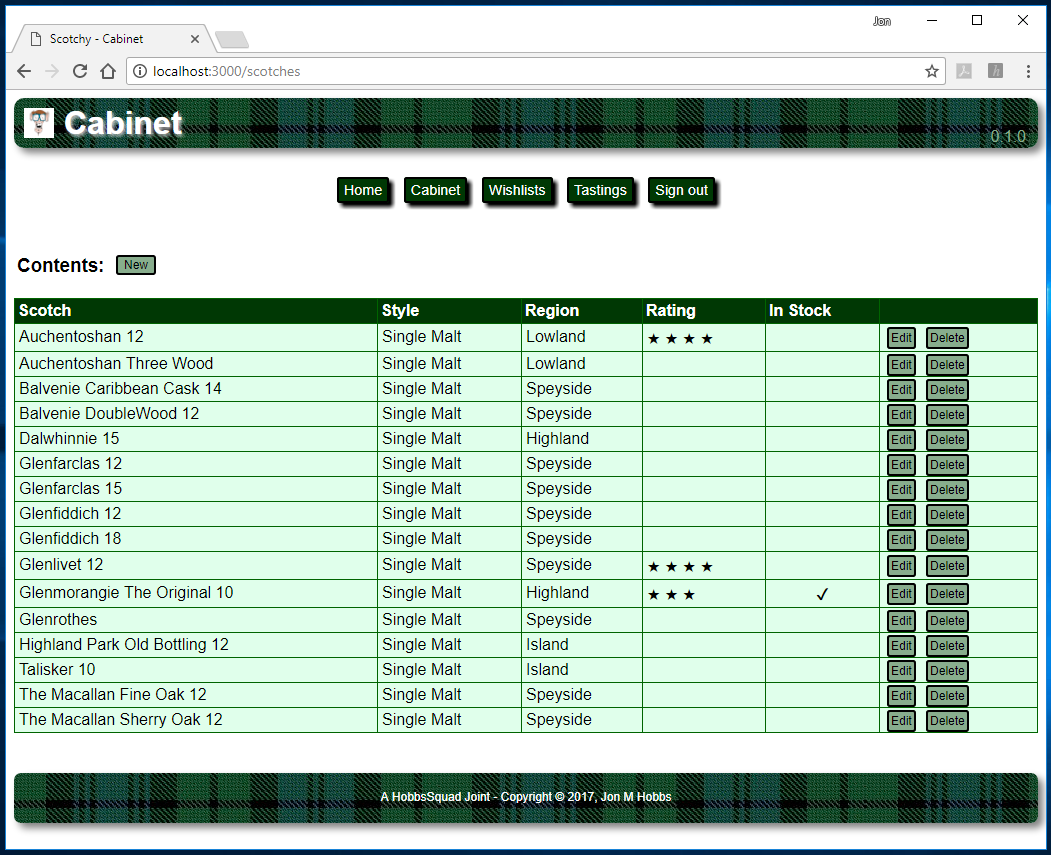 Jon
Scotchy - Cabinet
localhost:3000/scotches
Cabinet
0.1.0
Home Cabinet Wishlists Tastings Sign out
Contents: New
Scotch Style Region Rating In Stock
Auchentoshan 12 Single Malt Lowland ★ ★ ★ ★ Edit Delete
Auchentoshan Three Wood Single Malt Lowland Edit Delete
Balvenie Caribbean Cask 14 Single Malt Speyside Edit Delete
Balvenie DoubleWood 12 Single Malt Speyside Edit Delete
Dalwhinnie 15 Single Malt Highland Edit Delete
Glenfarclas 12 Single Malt Speyside Edit Delete
Glenfarclas 15 Single Malt Speyside Edit Delete
Glenfiddich 12 Single Malt Speyside Edit Delete
Glenfiddich 18 Single Malt Speyside Edit Delete
Glenlivet 12 Single Malt Speyside ★ ★ ★ ★ Edit Delete
Glenmorangie The Original 10 Single Malt Highland ★ ★ ★ ✓ Edit Delete
Glenrothes Single Malt Speyside Edit Delete
Highland Park Old Bottling 12 Single Malt Island Edit Delete
Talisker 10 Single Malt Island Edit Delete
The Macallan Fine Oak 12 Single Malt Speyside Edit Delete
The Macallan Sherry Oak 12 Single Malt Speyside Edit Delete
A HobbsSquad Joint - Copyright © 2017, Jon M Hobbs